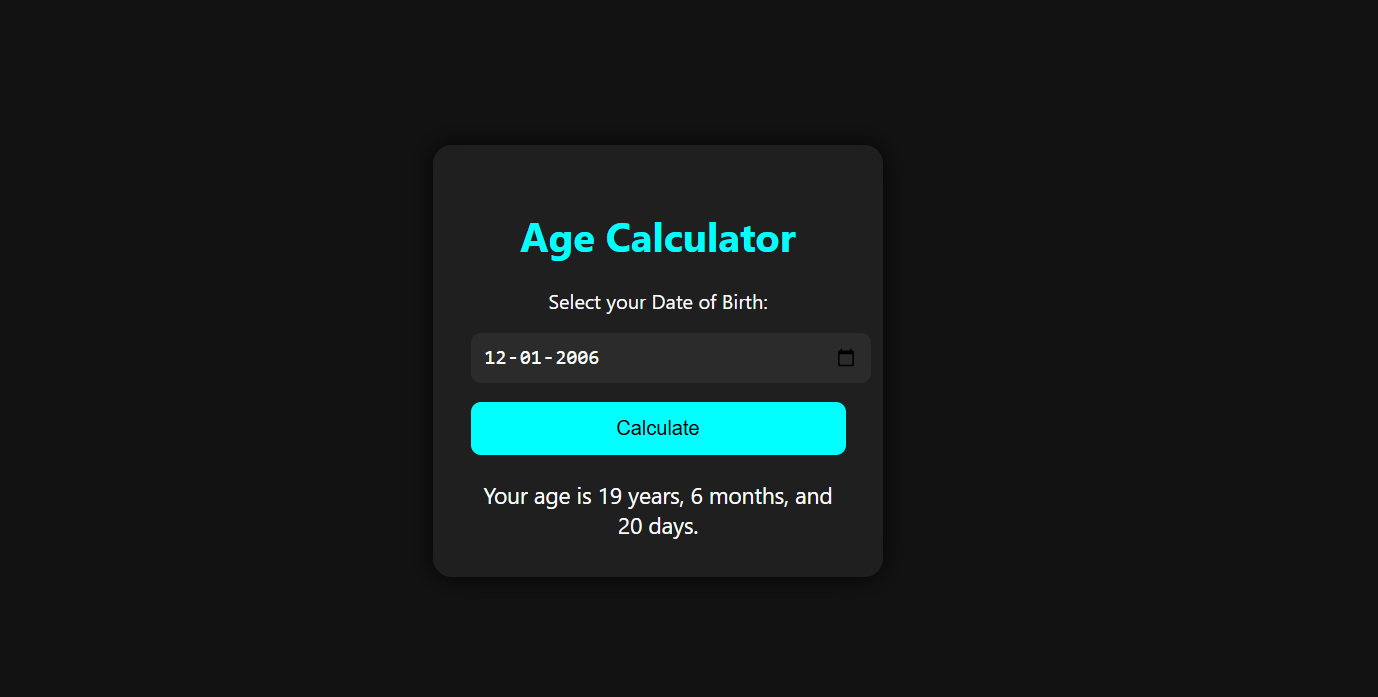 Age Calculator
Select your Date of Birth:
12-01-2006
Calculate
Your age is 19 years, 6 months, and
20 days.